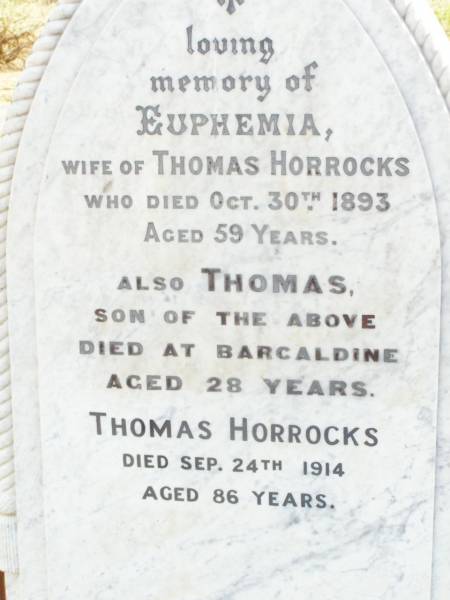 loving
memory of
EUPHEMIA,
WIFE OF THOMAS HORROCKS
WHO DIED OCT. 30TH 1893
AGED 59 YEARS.
ALSO THOMAS,
SON OF THE ABOVE
DIED AT BARCALDINE
AGED 28 YEARS.
THOMAS HORROCKS
DIED SEP. 24TH 1914
AGED 86 YEARS.